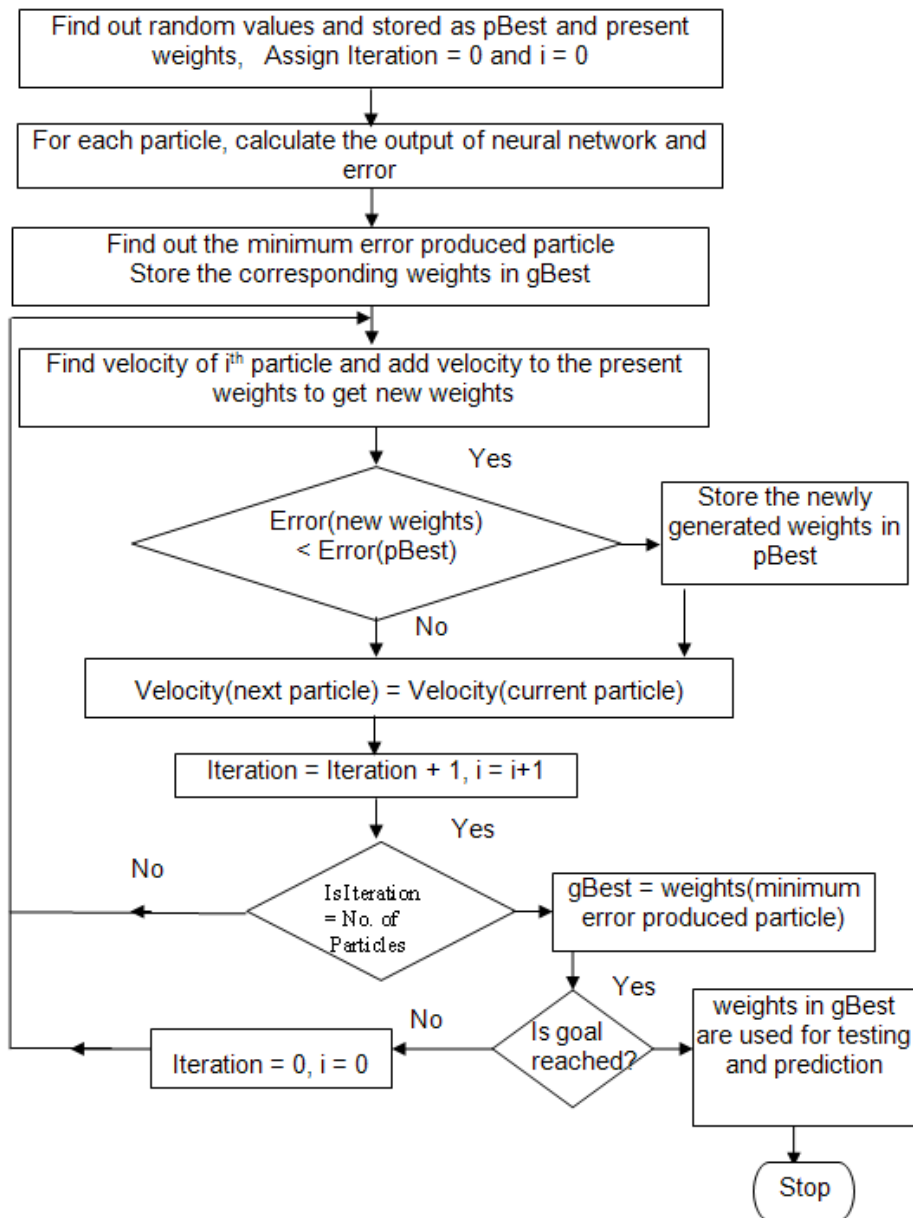 Find out random values and stored as pBest and present
weights, Assign Iteration = 0 and i = 0
For each particle, calculate the output of neural network and
error
Find out the minimum error produced particle
Store the corresponding weights in gBest
Find velocity of ith particle and add velocity to the present
weights to get new weights
Yes
Error(new weights)
< Error(pBest)
Store the newly
generated weights in
pBest
No
Velocity(next particle) = Velocity(current particle)
Iteration = Iteration + 1, i = i+1
Yes
No
IsIteration
= No. of
Particles
gBest = weights(minimum
error produced particle)
Yes
No
Is goal
reached?
weights in gBest
are used for testing
and prediction
Iteration = 0, i = 0
Stop